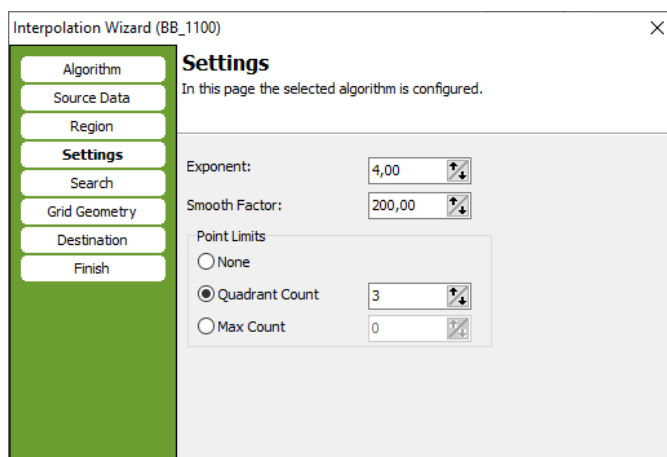 Interpolation Wizard (BB_1100)
Algorithm
Source Data
Region
Settings
Search
Grid Geometry
Destination
Finish
Settings
In this page the selected algorithm is configured.
Exponent: 4,00
Smooth Factor: 200,00
Point Limits
None
Quadrant Count 3
Max Count 0